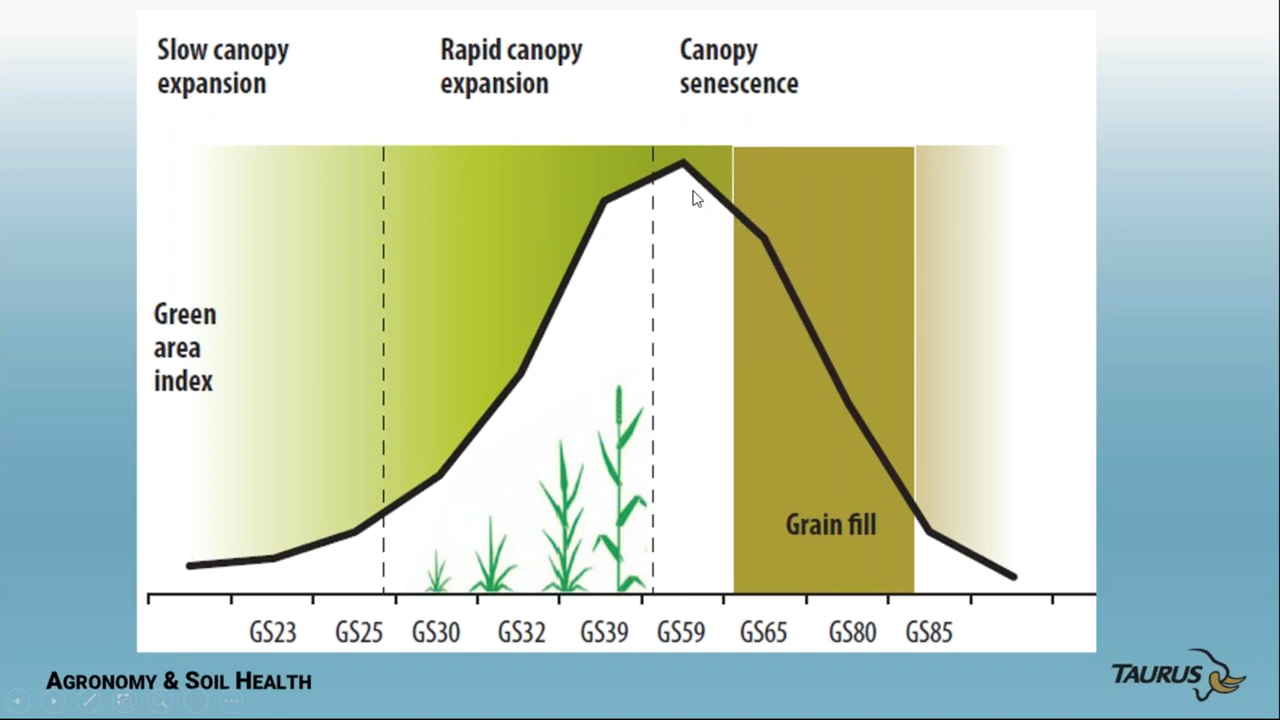 Slow canopy
expansion
Rapid canopy
expansion
Canopy
senescence
Green
area
index
Grain fill
GS23 GS25 GS30 GS32 GS39 GS59 GS65 GS80 GS85
AGRONOMY & SOIL HEALTH
TAURUS